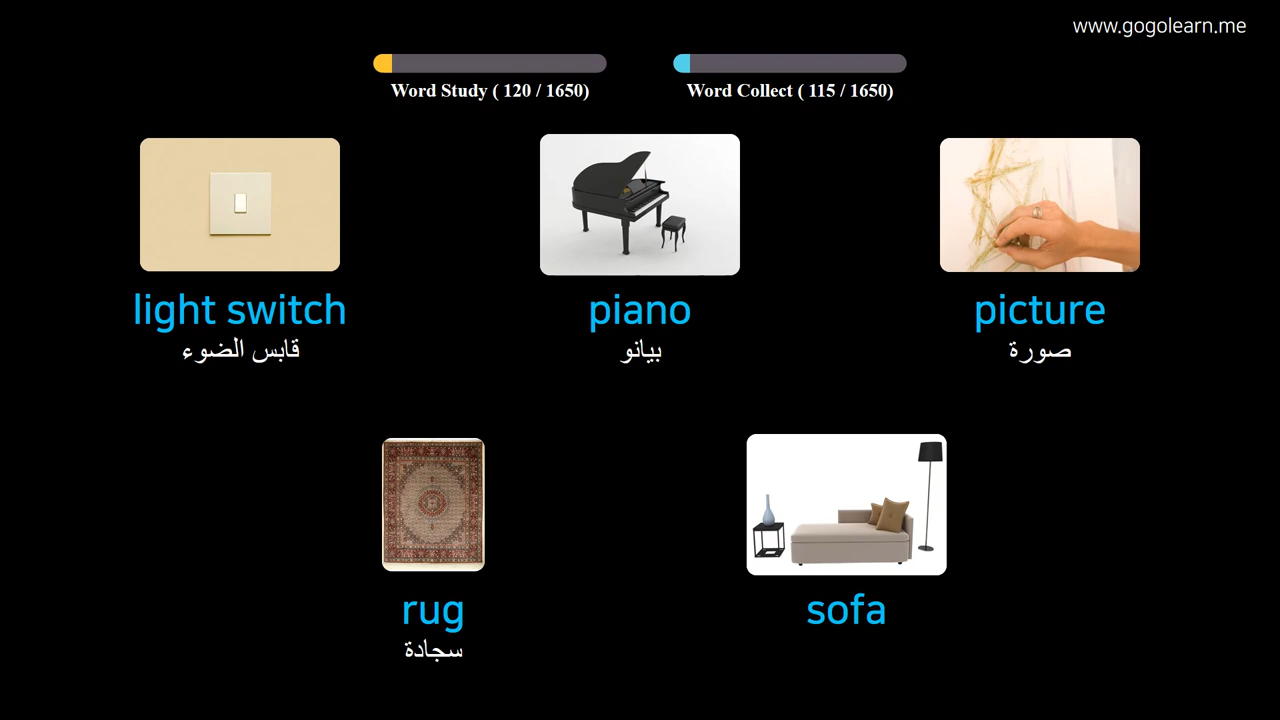 www.gogolearn.me
Word Study ( 120 / 1650)
Word Collect ( 115 / 1650)
light switch
قابس الضوء
piano
بيانو
picture
صورة
rug
سجادة
sofa